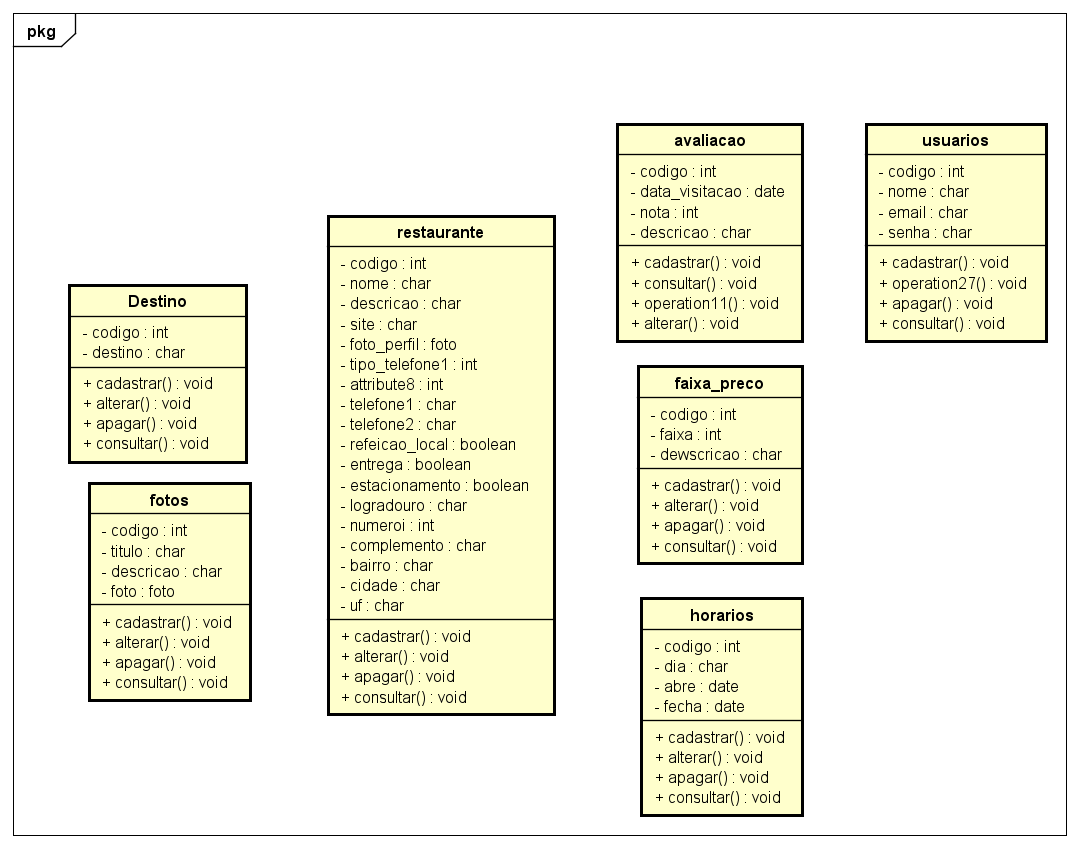 pkg
Destino
- codigo : int
- destino : char
+ cadastrar() : void
+ alterar() : void
+ apagar() : void
+ consultar() : void
fotos
- codigo : int
- titulo : char
- descricao : char
- foto : foto
+ cadastrar() : void
+ alterar() : void
+ apagar() : void
+ consultar() : void
restaurante
- codigo : int
- nome : char
- descricao : char
- site : char
- foto_perfil : foto
- tipo_telefone1 : int
- attribute8 : int
- telefone1 : char
- telefone2 : char
- refeicao_local : boolean
- entrega : boolean
- estacionamento : boolean
- logradouro : char
- numeroi : int
- complemento : char
- bairro : char
- cidade : char
- uf : char
+ cadastrar() : void
+ alterar() : void
+ apagar() : void
+ consultar() : void
avaliacao
- codigo : int
- data_visitacao : date
- nota : int
- descricao : char
+ cadastrar() : void
+ consultar() : void
+ operation11() : void
+ alterar() : void
faixa_preco
- codigo : int
- faixa : int
- dewscricao : char
+ cadastrar() : void
+ alterar() : void
+ apagar() : void
+ consultar() : void
horarios
- codigo : int
- dia : char
- abre : date
- fecha : date
+ cadastrar() : void
+ alterar() : void
+ apagar() : void
+ consultar() : void
usuarios
- codigo : int
- nome : char
- email : char
- senha : char
+ cadastrar() : void
+ operation27() : void
+ apagar() : void
+ consultar() : void